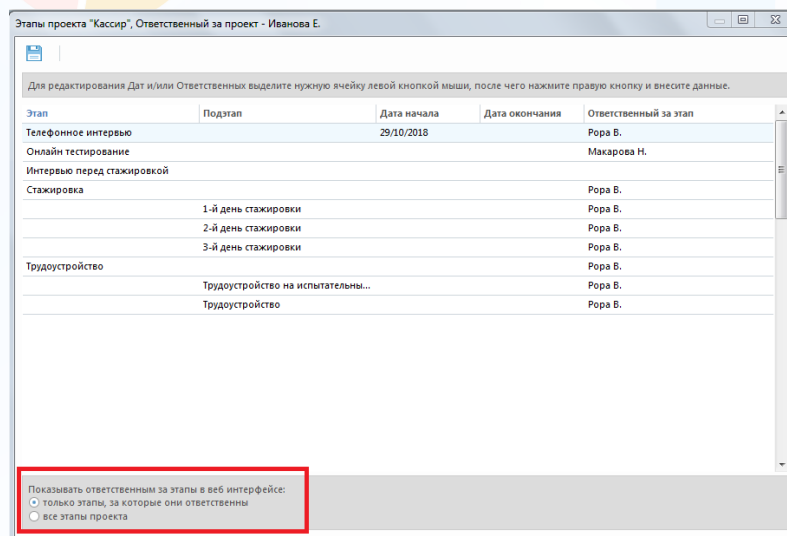 Этапы проекта "Кассир", Ответственный за проект - Иванова Е.
Для редактирования Дат и/или Ответственных выделите нужную ячейку левой кнопкой мыши, после чего нажмите правую кнопку и внесите данные.
Этап Подэтап Дата начала Дата окончания Ответственный за этап
Телефонное интервью 29/10/2018 Рора В.
Онлайн тестирование Макарова Н.
Интервью перед стажировкой
Стажировка Рора В.
1-й день стажировки Рора В.
2-й день стажировки Рора В.
3-й день стажировки Рора В.
Трудоустройство Рора В.
Трудоустройство на испытательны... Рора В.
Трудоустройство Рора В.
Показывать ответственным за этапы в веб интерфейсе:
только этапы, за которые они ответственны
все этапы проекта